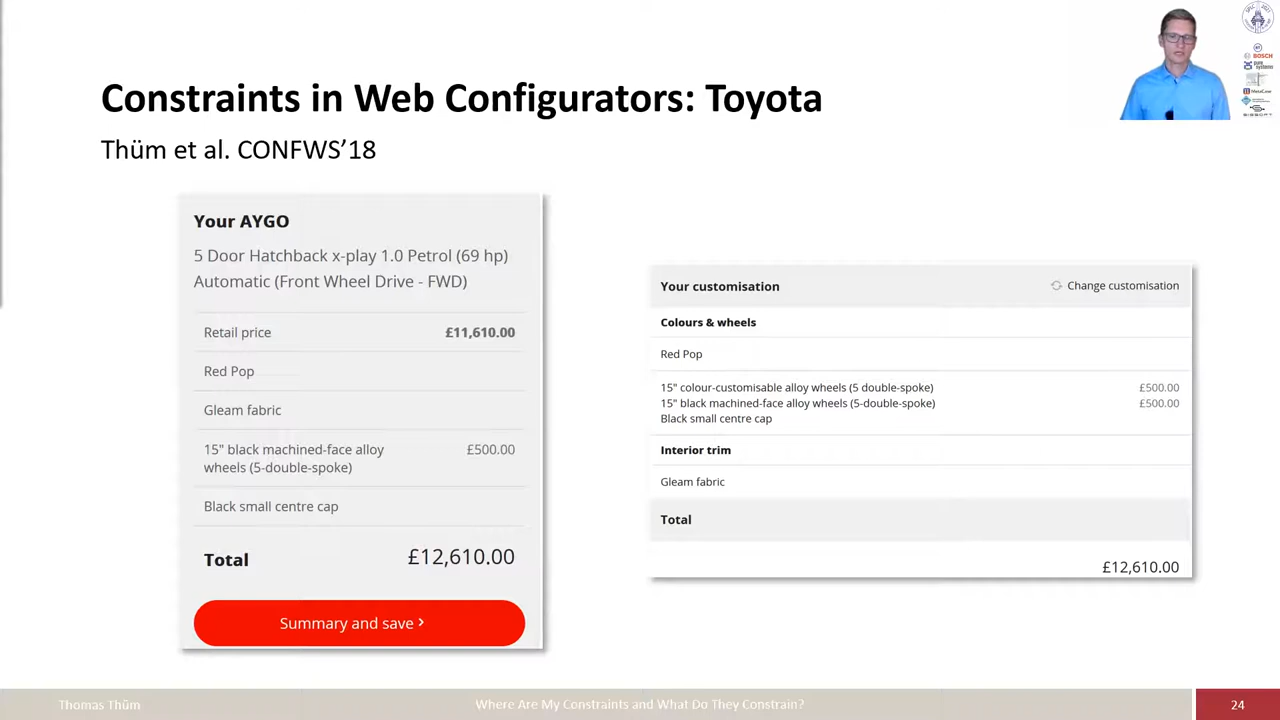 Constraints in Web Configurators: Toyota
Thüm et al. CONFWS’18
Your AYGO
5 Door Hatchback x-play 1.0 Petrol (69 hp)
Automatic (Front Wheel Drive - FWD)
Retail price £11,610.00
Red Pop
Gleam fabric
15" black machined-face alloy £500.00
wheels (5-double-spoke)
Black small centre cap
Total £12,610.00
Summary and save ›
Your customisation Change customisation
Colours & wheels
Red Pop
15" colour-customisable alloy wheels (5 double-spoke) £500.00
15" black machined-face alloy wheels (5-double-spoke) £500.00
Black small centre cap
Interior trim
Gleam fabric
Total
£12,610.00
BOSCH
Thomas Thüm
Where Are My Constraints and What Do They Constrain?
24